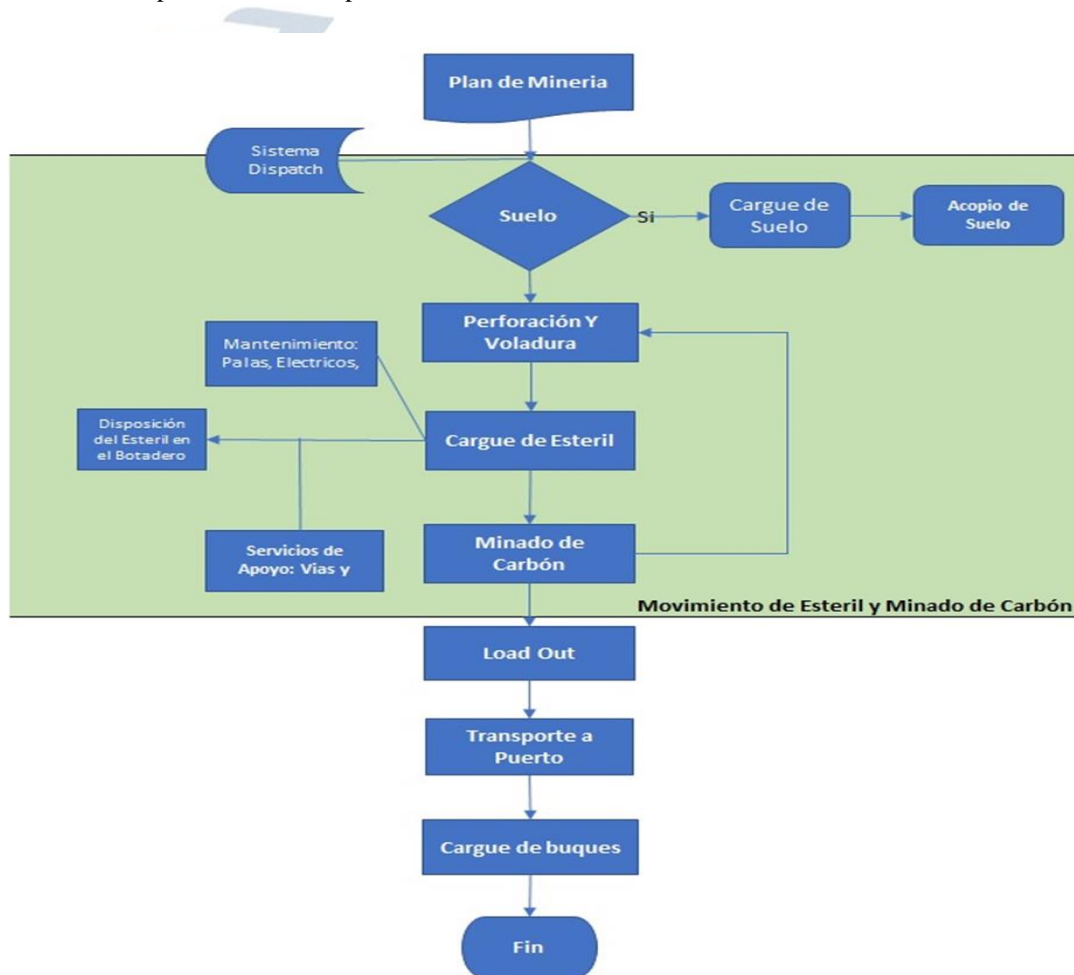 Plan de Mineria
Sistema
Dispatch
Suelo
Si
Cargue de
Suelo
Acopio de
Suelo
Perforación Y
Voladura
Mantenimiento:
Palas, Electricos,
Cargue de Esteril
Disposición
del Esteril en
el Botadero
Servicios de
Apoyo: Vias y
Minado de
Carbón
Movimiento de Esteril y Minado de Carbón
Load Out
Transporte a
Puerto
Cargue de buques
Fin